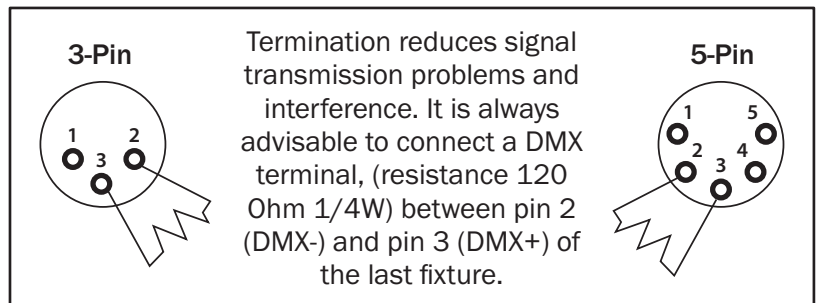 3-Pin
1
2
3
Termination reduces signal
transmission problems and
interference. It is always
advisable to connect a DMX
terminal, (resistance 120
Ohm 1/4W) between pin 2
(DMX-) and pin 3 (DMX+) of
the last fixture.
5-Pin
1
5
2
4
3